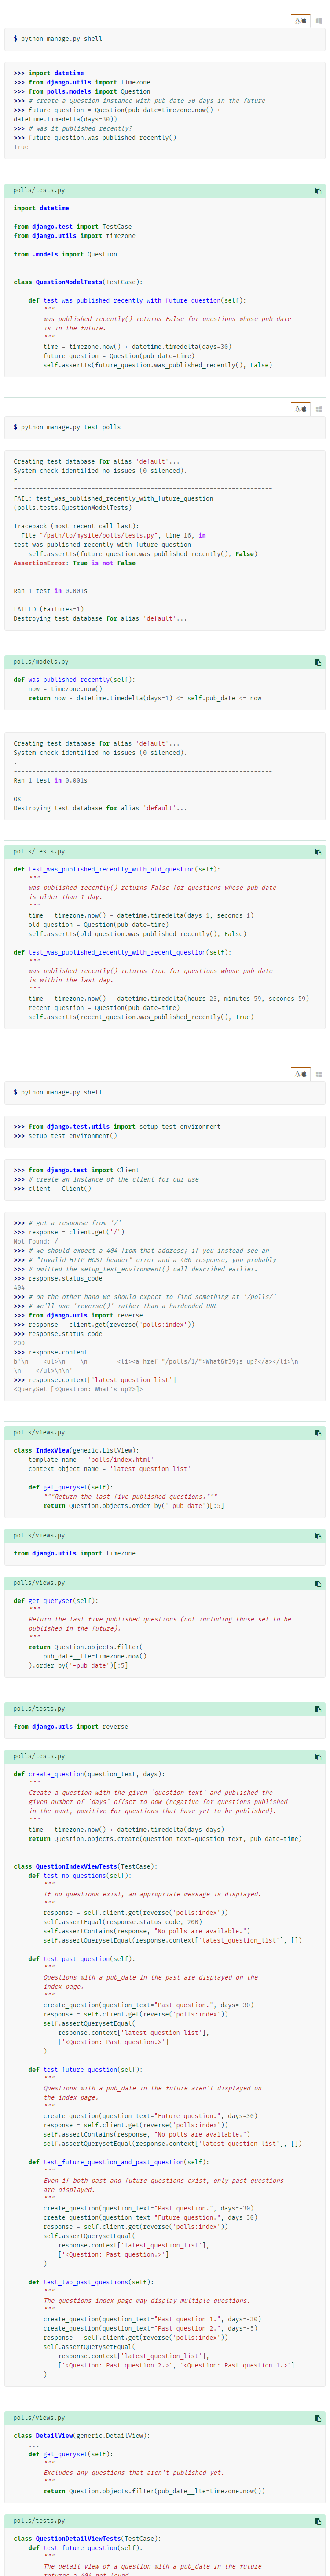 $ python manage.py shell
>>> import datetime
>>> from django.utils import timezone
>>> from polls.models import Question
>>> # create a Question instance with pub_date 30 days in the future
>>> future_question = Question(pub_date=timezone.now() +
datetime.timedelta(days=30))
>>> # was it published recently?
>>> future_question.was_published_recently()
True
polls/tests.py
import datetime
from django.test import TestCase
from django.utils import timezone
from .models import Question
class QuestionModelTests(TestCase):
    def test_was_published_recently_with_future_question(self):
        """
        was_published_recently() returns False for questions whose pub_date
        is in the future.
        """
        time = timezone.now() + datetime.timedelta(days=30)
        future_question = Question(pub_date=time)
        self.assertIs(future_question.was_published_recently(), False)
$ python manage.py test polls
Creating test database for alias 'default'...
System check identified no issues (0 silenced).
F
======================================================================
FAIL: test_was_published_recently_with_future_question
(polls.tests.QuestionModelTests)
----------------------------------------------------------------------
Traceback (most recent call last):
  File "/path/to/mysite/polls/tests.py", line 16, in
test_was_published_recently_with_future_question
    self.assertIs(future_question.was_published_recently(), False)
AssertionError: True is not False
----------------------------------------------------------------------
Ran 1 test in 0.001s
FAILED (failures=1)
Destroying test database for alias 'default'...
polls/models.py
def was_published_recently(self):
    now = timezone.now()
    return now - datetime.timedelta(days=1) <= self.pub_date <= now
Creating test database for alias 'default'...
System check identified no issues (0 silenced).
.
----------------------------------------------------------------------
Ran 1 test in 0.001s
OK
Destroying test database for alias 'default'...
polls/tests.py
def test_was_published_recently_with_old_question(self):
    """
    was_published_recently() returns False for questions whose pub_date
    is older than 1 day.
    """
    time = timezone.now() - datetime.timedelta(days=1, seconds=1)
    old_question = Question(pub_date=time)
    self.assertIs(old_question.was_published_recently(), False)
def test_was_published_recently_with_recent_question(self):
    """
    was_published_recently() returns True for questions whose pub_date
    is within the last day.
    """
    time = timezone.now() - datetime.timedelta(hours=23, minutes=59, seconds=59)
    recent_question = Question(pub_date=time)
    self.assertIs(recent_question.was_published_recently(), True)
$ python manage.py shell
>>> from django.test.utils import setup_test_environment
>>> setup_test_environment()
>>> from django.test import Client
>>> # create an instance of the client for our use
>>> client = Client()
>>> # get a response from '/'
>>> response = client.get('/')
Not Found: /
>>> # we should expect a 404 from that address; if you instead see an
>>> # "Invalid HTTP_HOST header" error and a 400 response, you probably
>>> # omitted the setup_test_environment() call described earlier.
>>> response.status_code
404
>>> # on the other hand we should expect to find something at '/polls/'
>>> # we'll use 'reverse()' rather than a hardcoded URL
>>> from django.urls import reverse
>>> response = client.get(reverse('polls:index'))
>>> response.status_code
200
>>> response.content
b'\n    <ul>\n    \n        <li><a href="/polls/1/">What&#39;s up?</a></li>\n
\n    </ul>\n\n'
>>> response.context['latest_question_list']
<QuerySet [<Question: What's up?>]>
polls/views.py
class IndexView(generic.ListView):
    template_name = 'polls/index.html'
    context_object_name = 'latest_question_list'
    def get_queryset(self):
        """Return the last five published questions."""
        return Question.objects.order_by('-pub_date')[:5]
polls/views.py
from django.utils import timezone
polls/views.py
def get_queryset(self):
    """
    Return the last five published questions (not including those set to be
    published in the future).
    """
    return Question.objects.filter(
        pub_date__lte=timezone.now()
    ).order_by('-pub_date')[:5]
polls/tests.py
from django.urls import reverse
polls/tests.py
def create_question(question_text, days):
    """
    Create a question with the given `question_text` and published the
    given number of `days` offset to now (negative for questions published
    in the past, positive for questions that have yet to be published).
    """
    time = timezone.now() + datetime.timedelta(days=days)
    return Question.objects.create(question_text=question_text, pub_date=time)
class QuestionIndexViewTests(TestCase):
    def test_no_questions(self):
        """
        If no questions exist, an appropriate message is displayed.
        """
        response = self.client.get(reverse('polls:index'))
        self.assertEqual(response.status_code, 200)
        self.assertContains(response, "No polls are available.")
        self.assertQuerysetEqual(response.context['latest_question_list'], [])
    def test_past_question(self):
        """
        Questions with a pub_date in the past are displayed on the
        index page.
        """
        create_question(question_text="Past question.", days=-30)
        response = self.client.get(reverse('polls:index'))
        self.assertQuerysetEqual(
            response.context['latest_question_list'],
            ['<Question: Past question.>']
        )
    def test_future_question(self):
        """
        Questions with a pub_date in the future aren't displayed on
        the index page.
        """
        create_question(question_text="Future question.", days=30)
        response = self.client.get(reverse('polls:index'))
        self.assertContains(response, "No polls are available.")
        self.assertQuerysetEqual(response.context['latest_question_list'], [])
    def test_future_question_and_past_question(self):
        """
        Even if both past and future questions exist, only past questions
        are displayed.
        """
        create_question(question_text="Past question.", days=-30)
        create_question(question_text="Future question.", days=30)
        response = self.client.get(reverse('polls:index'))
        self.assertQuerysetEqual(
            response.context['latest_question_list'],
            ['<Question: Past question.>']
        )
    def test_two_past_questions(self):
        """
        The questions index page may display multiple questions.
        """
        create_question(question_text="Past question 1.", days=-30)
        create_question(question_text="Past question 2.", days=-5)
        response = self.client.get(reverse('polls:index'))
        self.assertQuerysetEqual(
            response.context['latest_question_list'],
            ['<Question: Past question 2.>', '<Question: Past question 1.>']
        )
polls/views.py
class DetailView(generic.DetailView):
    ...
    def get_queryset(self):
        """
        Excludes any questions that aren't published yet.
        """
        return Question.objects.filter(pub_date__lte=timezone.now())
polls/tests.py
class QuestionDetailViewTests(TestCase):
    def test_future_question(self):
        """
        The detail view of a question with a pub_date in the future
        returns a 404 not found.